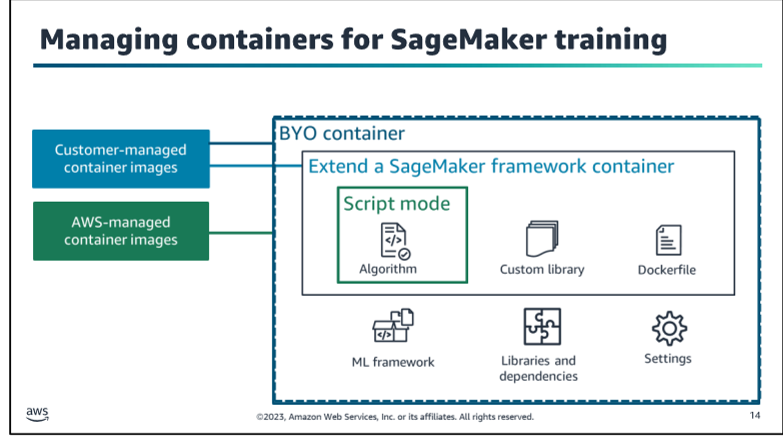 Managing containers for SageMaker training
Customer-managed
container images
AWS-managed
container images
BYO container
Extend a SageMaker framework container
Script mode
</>
Algorithm
Custom library
Dockerfile
</>
ML framework
Libraries and
dependencies
Settings
aws
©2023, Amazon Web Services, Inc. or its affiliates. All rights reserved.
14